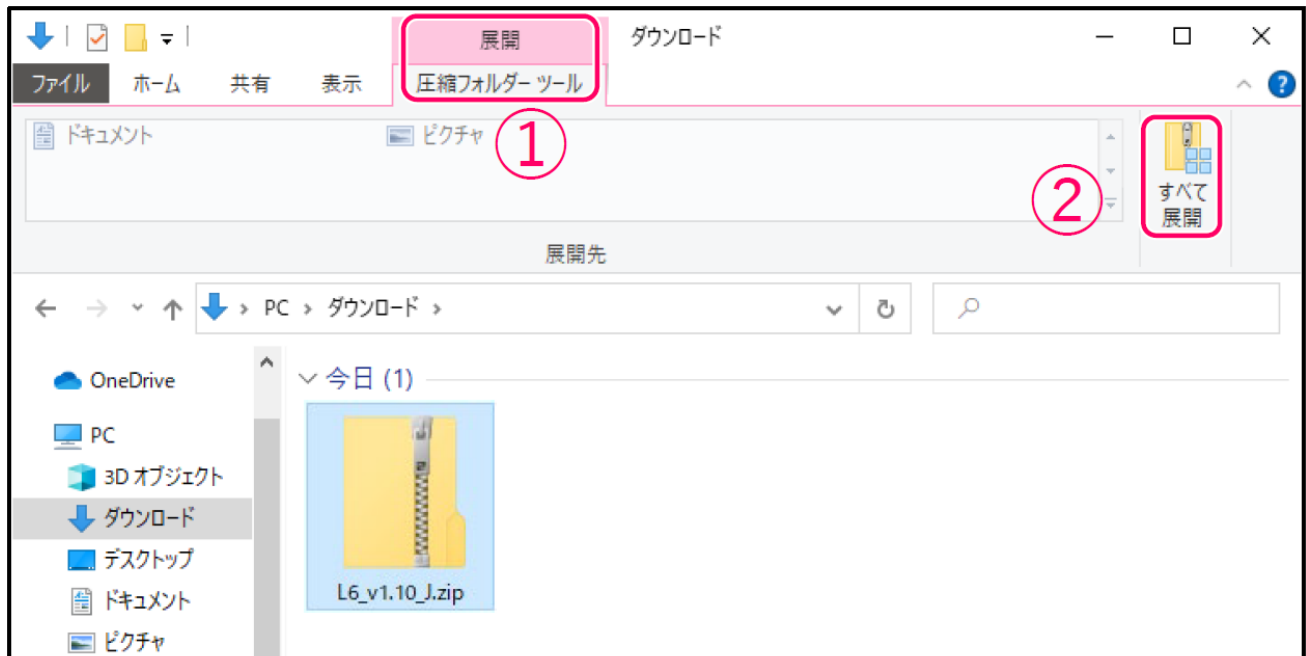 展開
ダウンロード
ファイル ホーム 共有 表示 圧縮フォルダー ツール
ドキュメント ピクチャ
①
②
すべて
展開
展開先
PC › ダウンロード ›
OneDrive
PC
3D オブジェクト
ダウンロード
デスクトップ
ドキュメント
ピクチャ
今日 (1)
L6_v1.10_J.zip